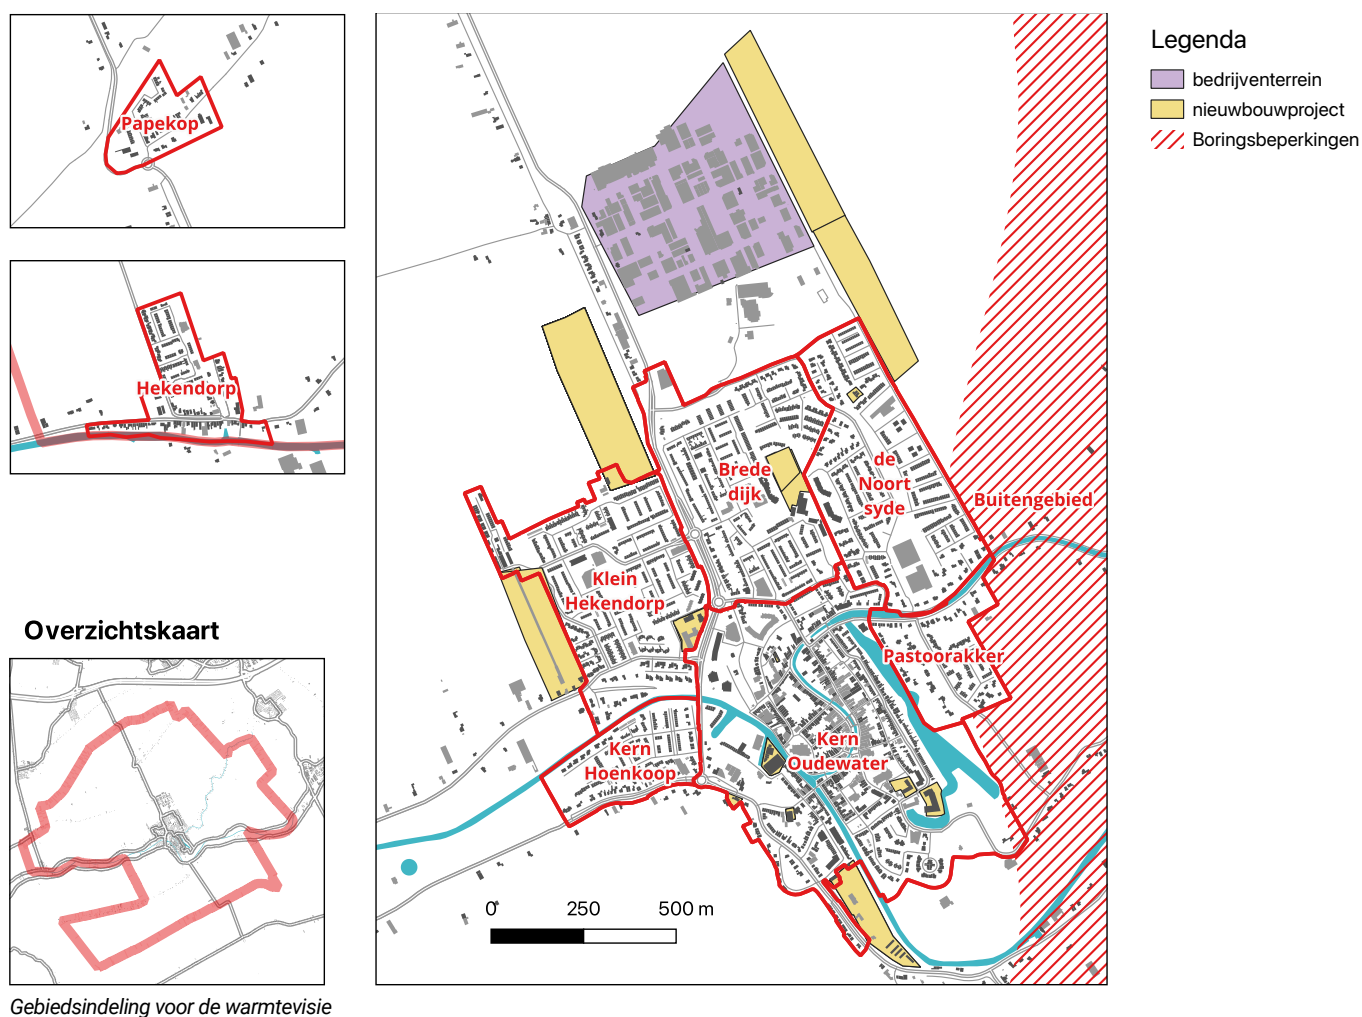 Papekop
Hekendorp
Overzichtskaart
Gebiedsindeling voor de warmtevisie
Brede
dijk
de
Noort
syde
Buitengebied
Klein
Hekendorp
Pastoorakker
Kern
Hoenkoop
Kern
Oudewater
0 250 500 m
Legenda
bedrijventerrein
nieuwbouwproject
Boringsbeperkingen